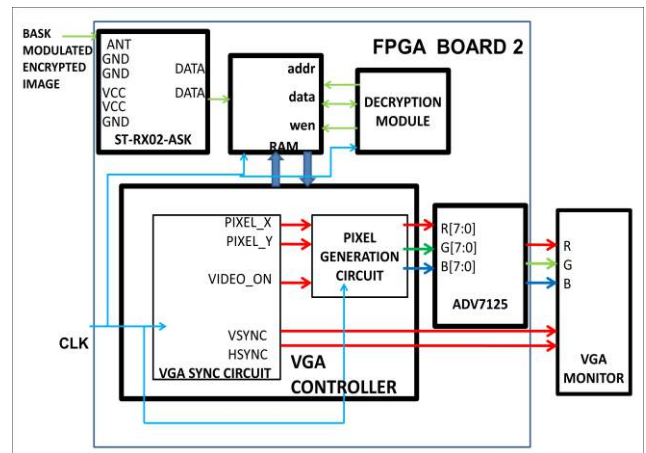 BASK
MODULATED
ENCRYPTED
IMAGE
FPGA BOARD 2
ANT
GND
GND
DATA
VCC
DATA
VCC
GND
ST-RX02-ASK
addr
data
wen
RAM
DECRYPTION
MODULE
PIXEL_X
PIXEL_Y
VIDEO_ON
VSYNC
HSYNC
VGA SYNC CIRCUIT
PIXEL
GENERATION
CIRCUIT
VGA
CONTROLLER
R[7:0]
G[7:0]
B[7:0]
ADV7125
R
G
B
VGA
MONITOR
CLK